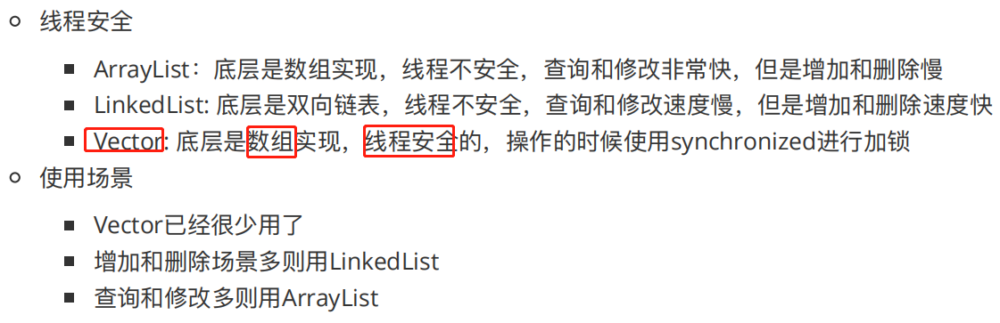 线程安全
ArrayList：底层是数组实现，线程不安全，查询和修改非常快，但是增加和删除慢
LinkedList: 底层是双向链表，线程不安全，查询和修改速度慢，但是增加和删除速度快
Vector: 底层是数组实现，线程安全的，操作的时候使用synchronized进行加锁
使用场景
Vector已经很少用了
增加和删除场景多则用LinkedList
查询和修改多则用ArrayList